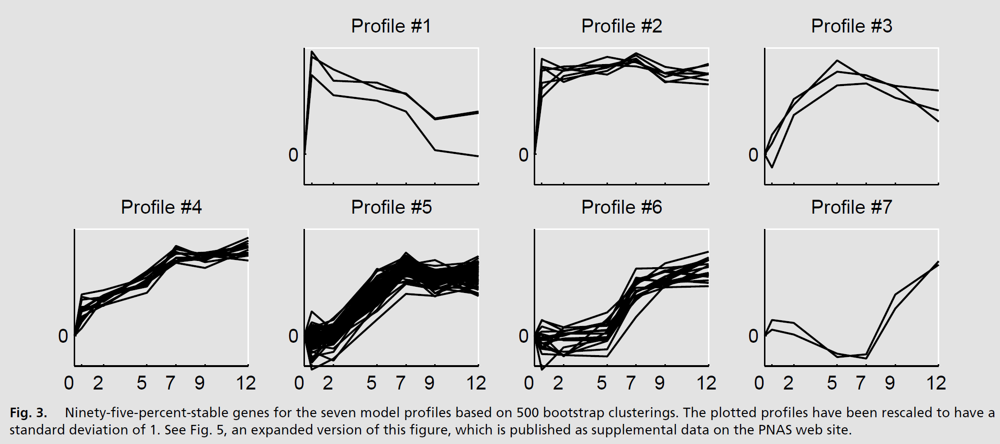 Profile #1 Profile #2 Profile #3
0 0 0
Profile #4 Profile #5 Profile #6 Profile #7
0 0 0 0
0 2 5 7 9 12 0 2 5 7 9 12 0 2 5 7 9 12 0 2 5 7 9 12
Fig. 3. Ninety-five-percent-stable genes for the seven model profiles based on 500 bootstrap clusterings. The plotted profiles have been rescaled to have a
standard deviation of 1. See Fig. 5, an expanded version of this figure, which is published as supplemental data on the PNAS web site.